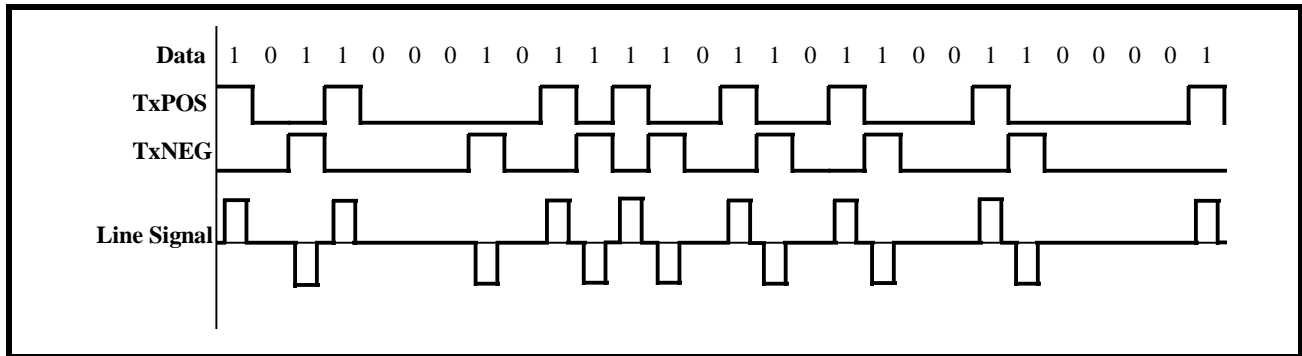 Data 1 0 1 1 0 0 0 1 0 1 1 1 1 0 1 1 0 1 1 0 0 1 1 0 0 0 0 1
TxPOS
TxNEG
Line Signal